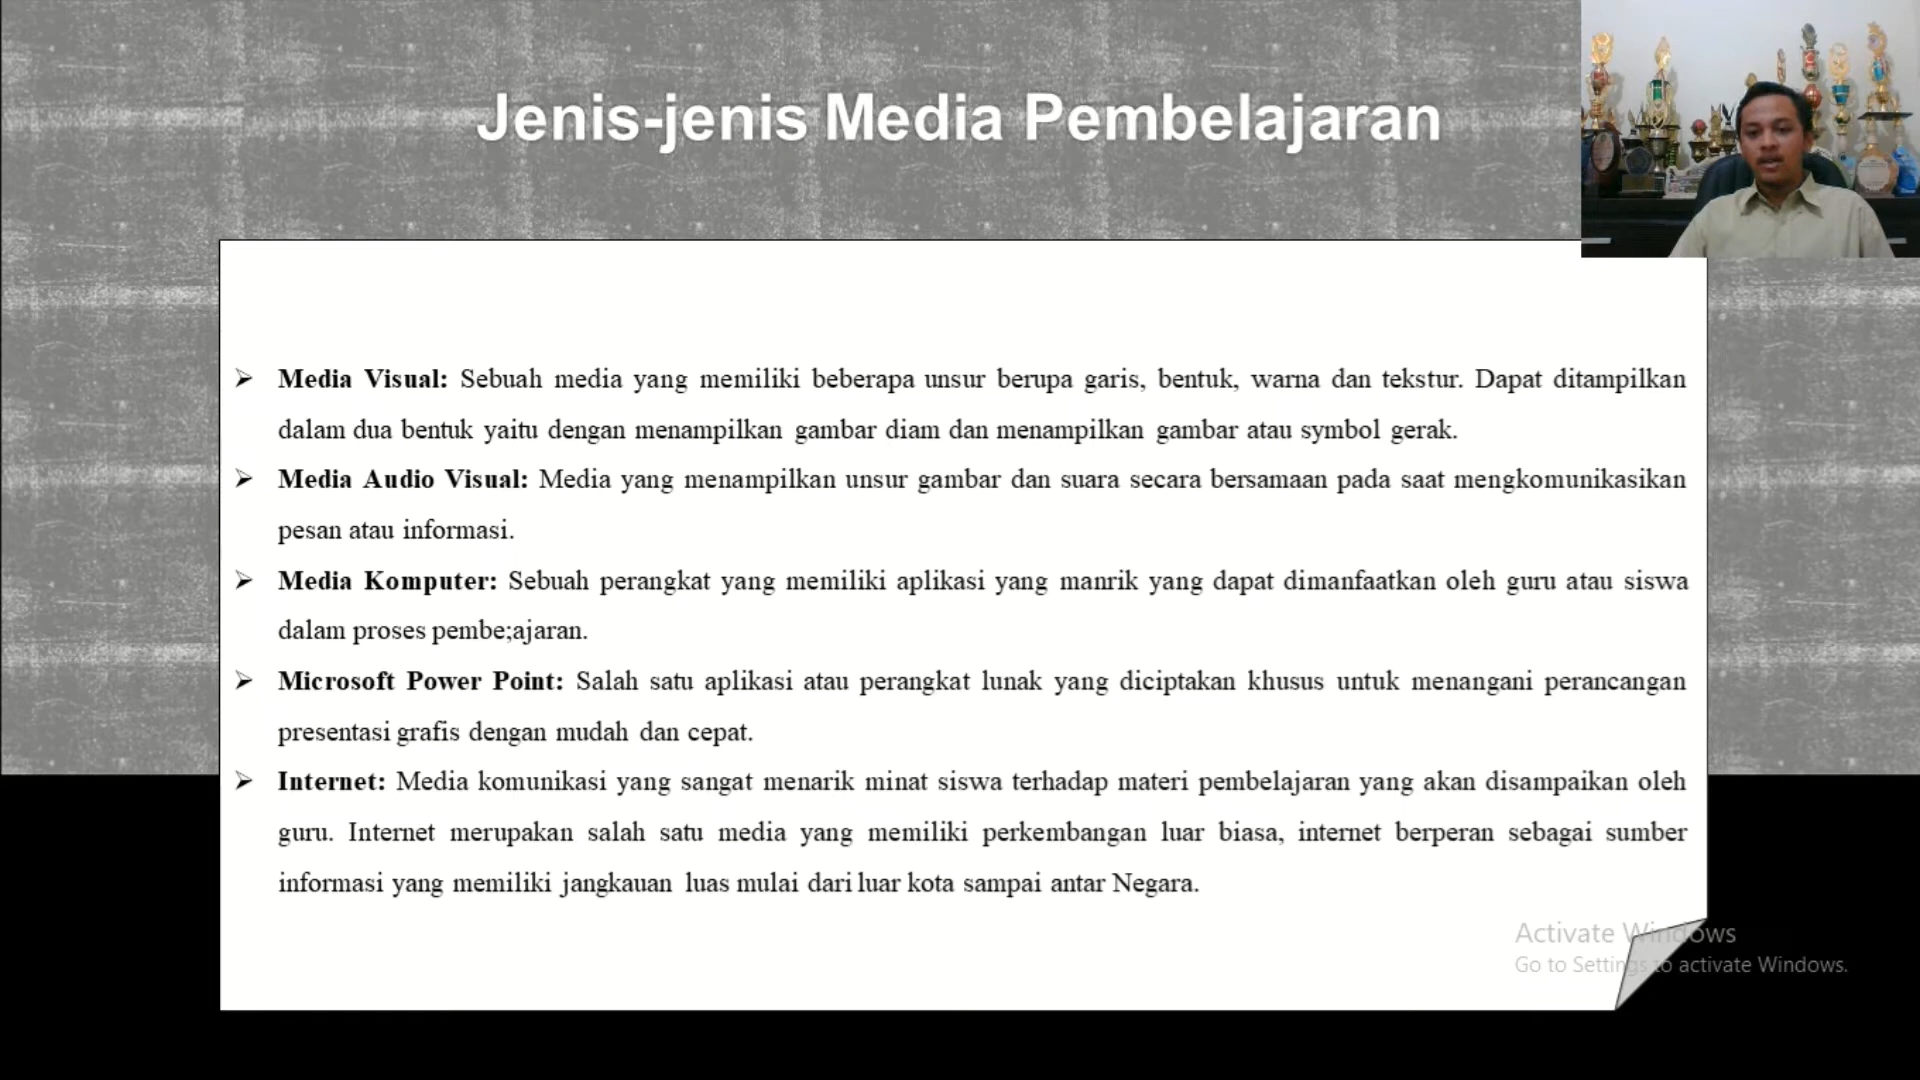 Jenis-jenis Media Pembelajaran
➢ Media Visual: Sebuah media yang memiliki beberapa unsur berupa garis, bentuk, warna dan tekstur. Dapat ditampilkan
dalam dua bentuk yaitu dengan menampilkan gambar diam dan menampilkan gambar atau symbol gerak.
➢ Media Audio Visual: Media yang menampilkan unsur gambar dan suara secara bersamaan pada saat mengkomunikasikan
pesan atau informasi.
➢ Media Komputer: Sebuah perangkat yang memiliki aplikasi yang manrik yang dapat dimanfaatkan oleh guru atau siswa
dalam proses pembe;ajaran.
➢ Microsoft Power Point: Salah satu aplikasi atau perangkat lunak yang diciptakan khusus untuk menangani perancangan
presentasi grafis dengan mudah dan cepat.
➢ Internet: Media komunikasi yang sangat menarik minat siswa terhadap materi pembelajaran yang akan disampaikan oleh
guru. Internet merupakan salah satu media yang memiliki perkembangan luar biasa, internet berperan sebagai sumber
informasi yang memiliki jangkauan luas mulai dari luar kota sampai antar Negara.
Activate Windows
Go to Settings to activate Windows.